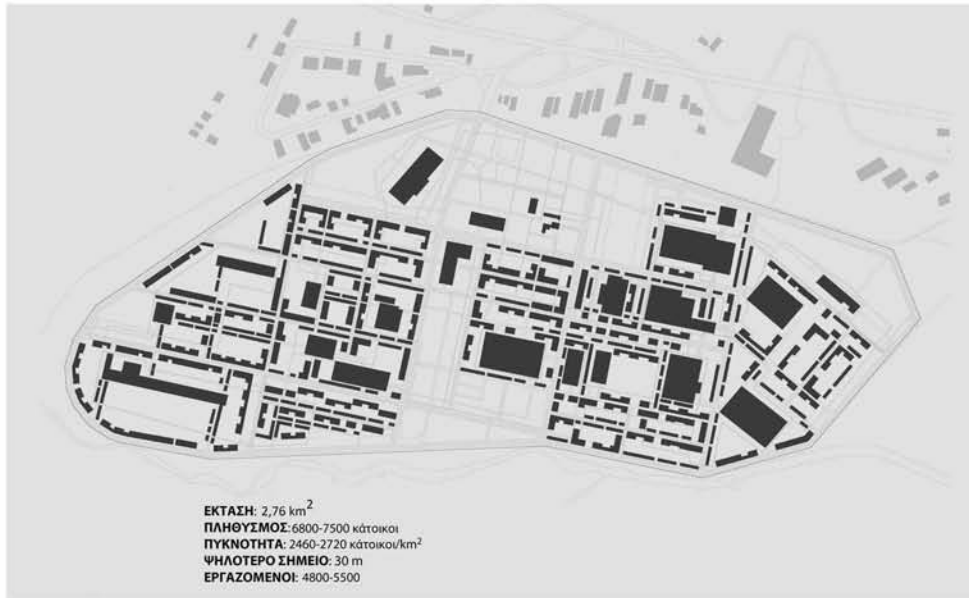 ΕΚΤΑΣΗ: 2,76 km²
ΠΛΗΘΥΣΜΟΣ:6800-7500 κάτοικοι
ΠΥΚΝΟΤΗΤΑ: 2460-2720 κάτοικοι/km²
ΨΗΛΟΤΕΡΟ ΣΗΜΕΙΟ: 30 m
ΕΡΓΑΖΟΜΕΝΟΙ: 4800-5500